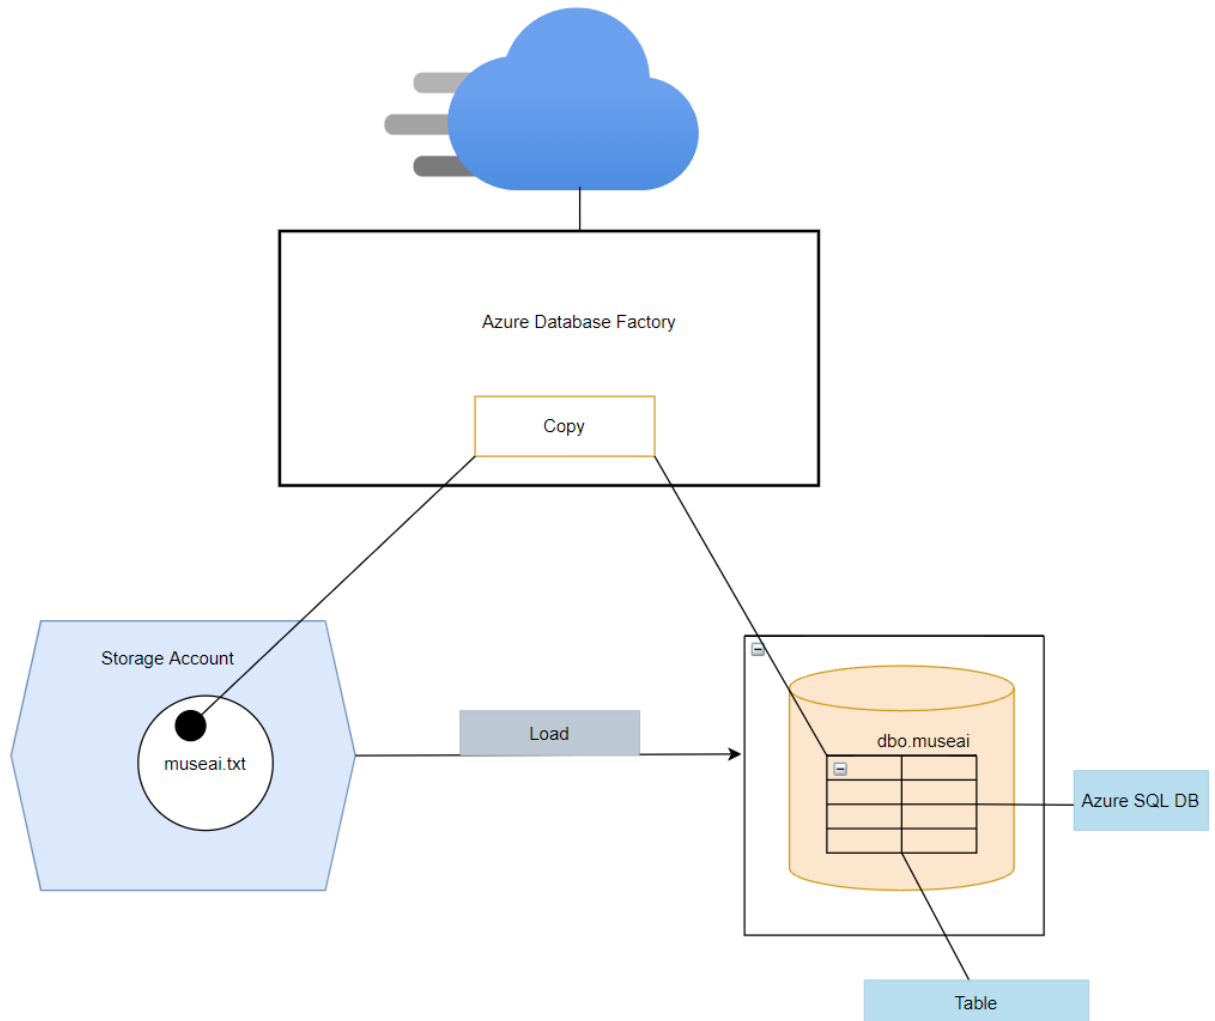 Azure Database Factory
Copy
Storage Account
museai.txt
Load
dbo.museai
Azure SQL DB
Table